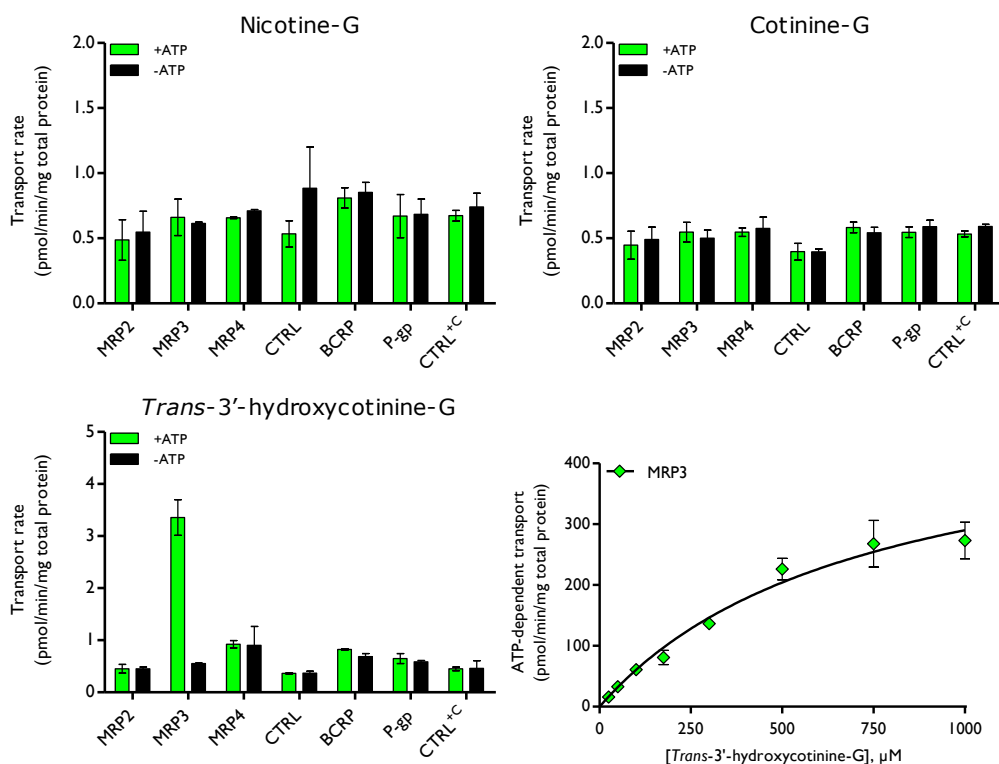 Nicotine-G
+ATP
-ATP
Transport rate
(pmol/min/mg total protein)
2.0
1.5
1.0
0.5
0.0
MRP2
MRP3
MRP4
CTRL
BCRP
P-gp
CTRL+C
Cotinine-G
+ATP
-ATP
Transport rate
(pmol/min/mg total protein)
2.0
1.5
1.0
0.5
0.0
MRP2
MRP3
MRP4
CTRL
BCRP
P-gp
CTRL+C
Trans-3′-hydroxycotinine-G
+ATP
-ATP
Transport rate
(pmol/min/mg total protein)
5
4
3
2
1
0
MRP2
MRP3
MRP4
CTRL
BCRP
P-gp
CTRL+C
MRP3
ATP-dependent transport
(pmol/min/mg total protein)
400
300
200
100
0
0
250
500
750
1000
[Trans-3'-hydroxycotinine-G], µM